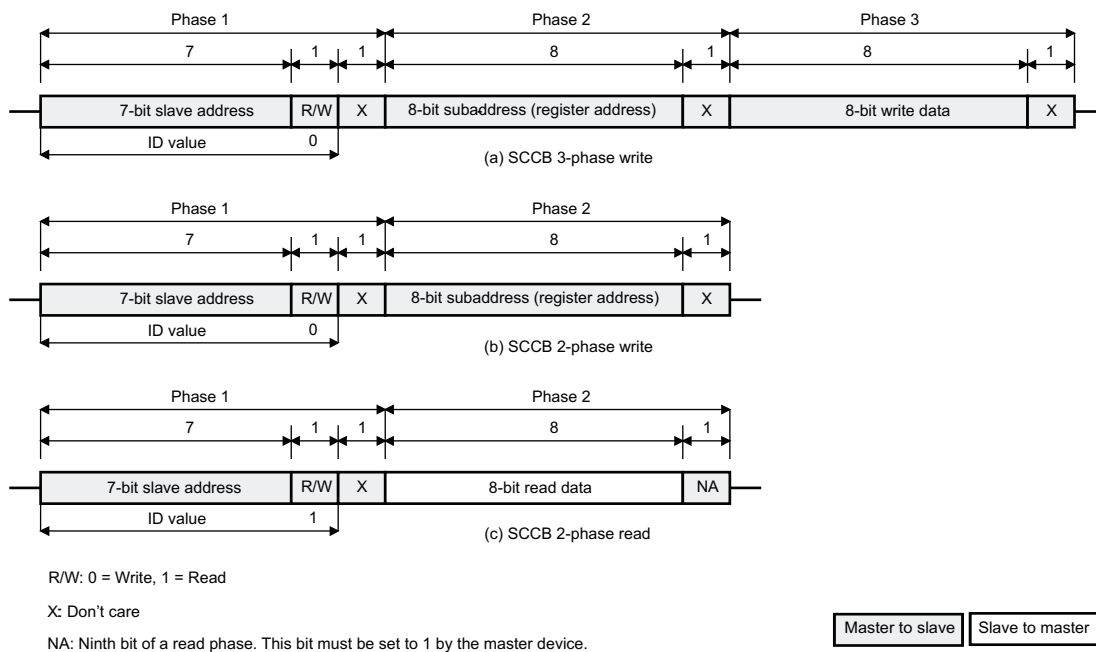 Phase 1 Phase 2 Phase 3
7 1 1 8 1 8 1
7-bit slave address R/W X 8-bit subaddress (register address) X 8-bit write data X
ID value 0
(a) SCCB 3-phase write
Phase 1 Phase 2
7 1 1 8 1
7-bit slave address R/W X 8-bit subaddress (register address) X
ID value 0
(b) SCCB 2-phase write
Phase 1 Phase 2
7 1 1 8 1
7-bit slave address R/W X 8-bit read data NA
ID value 1
(c) SCCB 2-phase read
R/W: 0 = Write, 1 = Read
X: Don't care
NA: Ninth bit of a read phase. This bit must be set to 1 by the master device.
Master to slave Slave to master